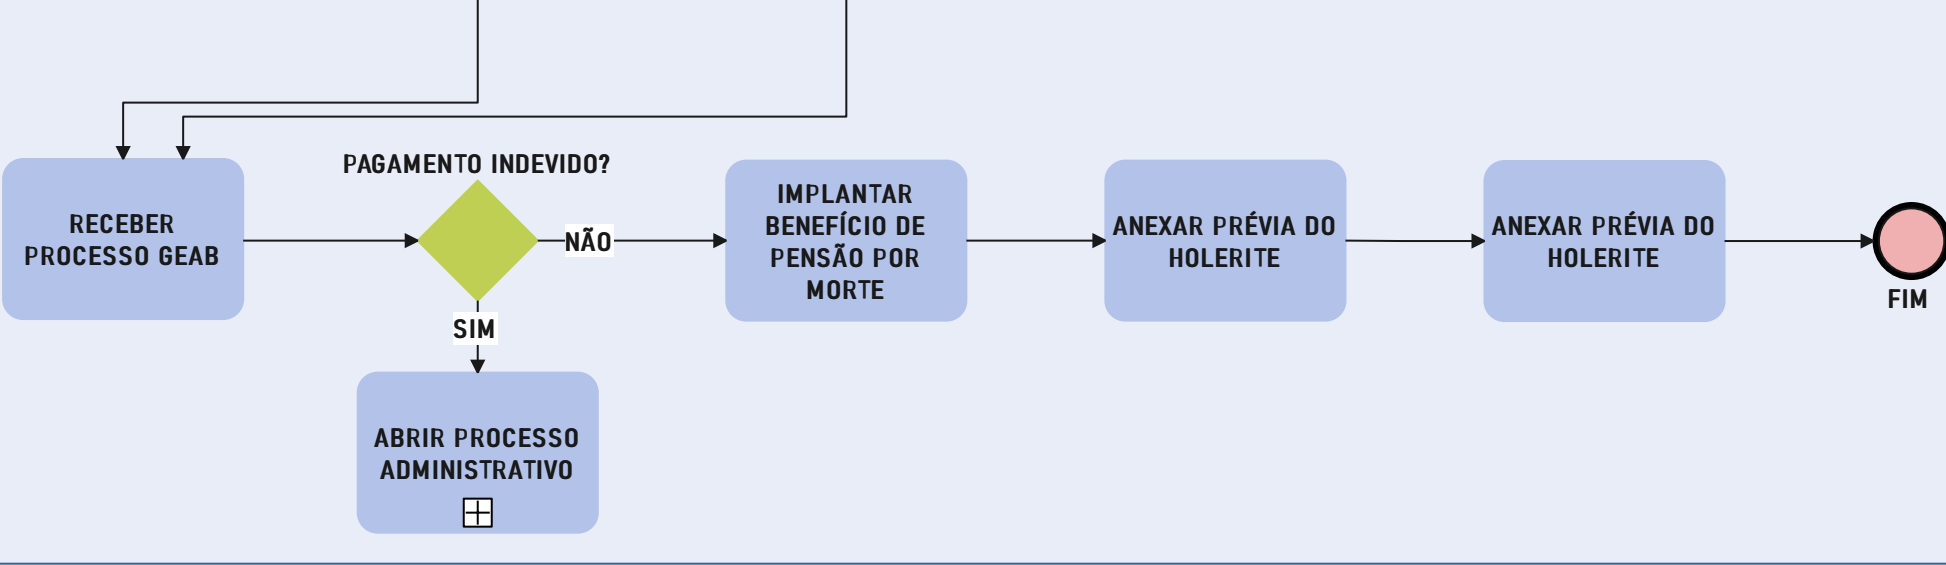 RECEBER
PROCESSO GEAB
PAGAMENTO INDEVIDO?
NÃO
SIM
ABRIR PROCESSO
ADMINISTRATIVO
IMPLANTAR
BENEFÍCIO DE
PENSÃO POR
MORTE
ANEXAR PRÉVIA DO
HOLERITE
ANEXAR PRÉVIA DO
HOLERITE
FIM